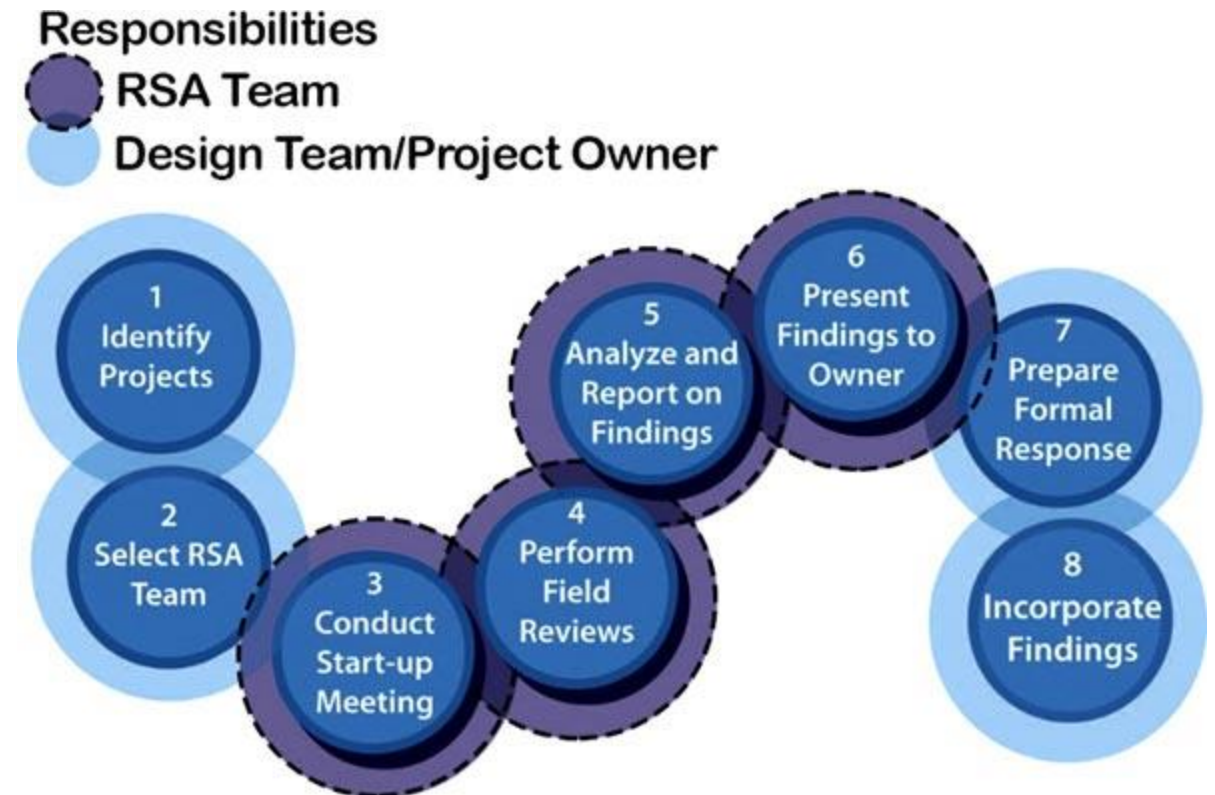 Responsibilities
RSA Team
Design Team/Project Owner
1
Identify
Projects
2
Select RSA
Team
3
Conduct
Start-up
Meeting
4
Perform
Field
Reviews
5
Analyze and
Report on
Findings
6
Present
Findings to
Owner
7
Prepare
Formal
Response
8
Incorporate
Findings